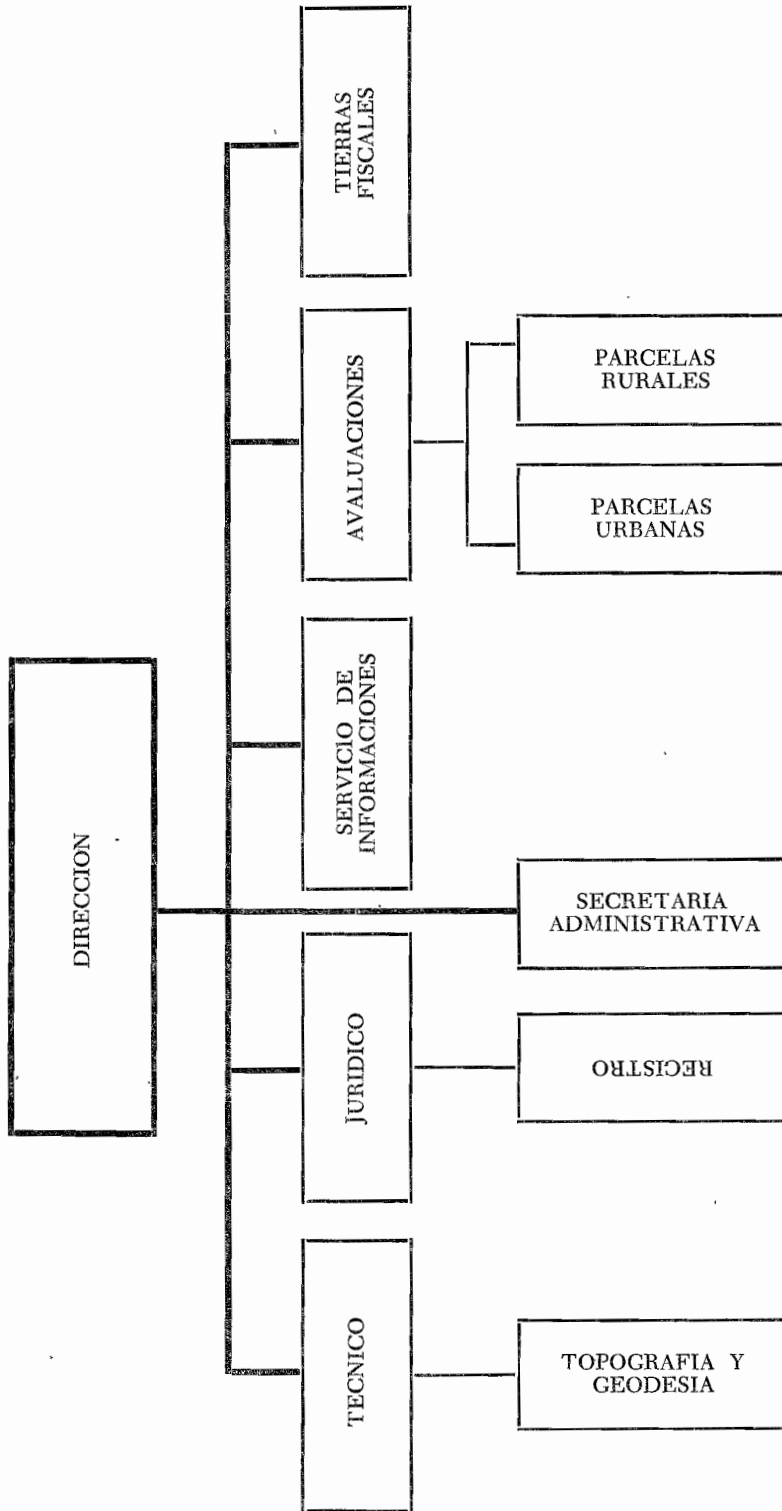 DIRECCION
TECNICO
JURIDICO
SERVICIO DE
INFORMACIONES
AVALUACIONES
TIERRAS
FISCALES
TOPOGRAFIA Y
GEODESIA
REGISTRO
SECRETARIA
ADMINISTRATIVA
PARCELAS
URBANAS
PARCELAS
RURALES